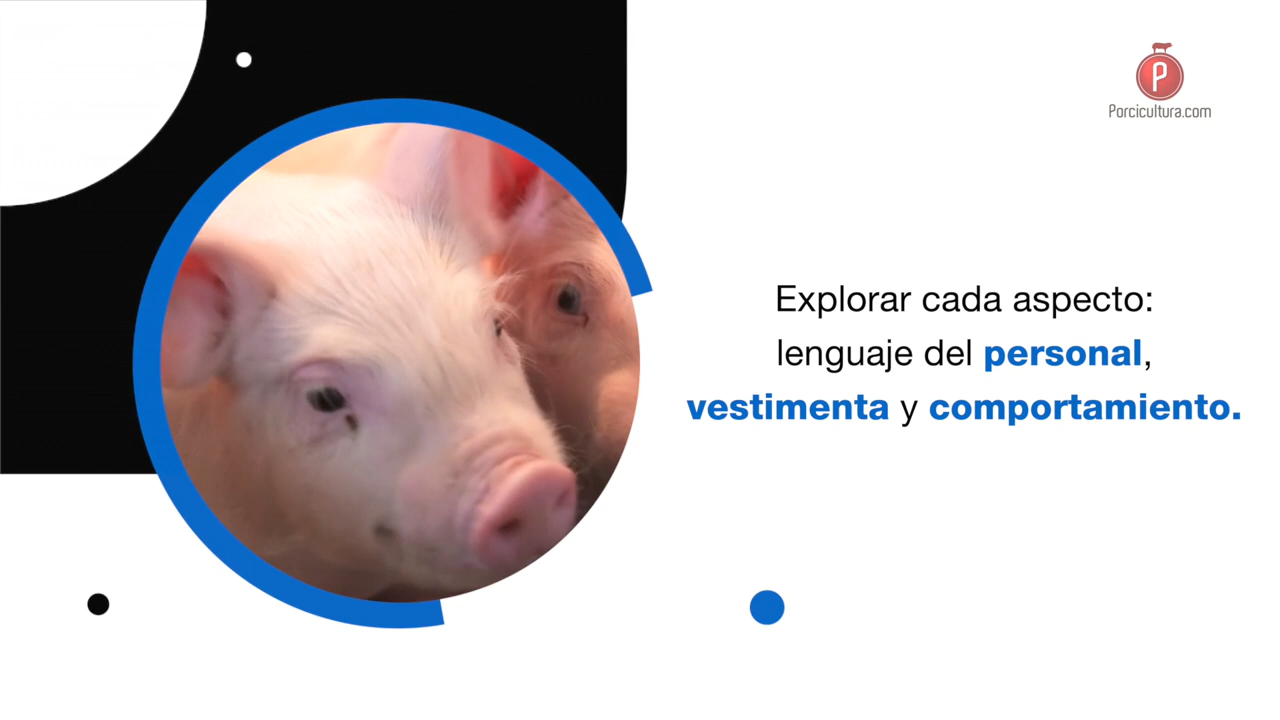 P
Porcicultura.com
Explorar cada aspecto:
lenguaje del personal,
vestimenta y comportamiento.